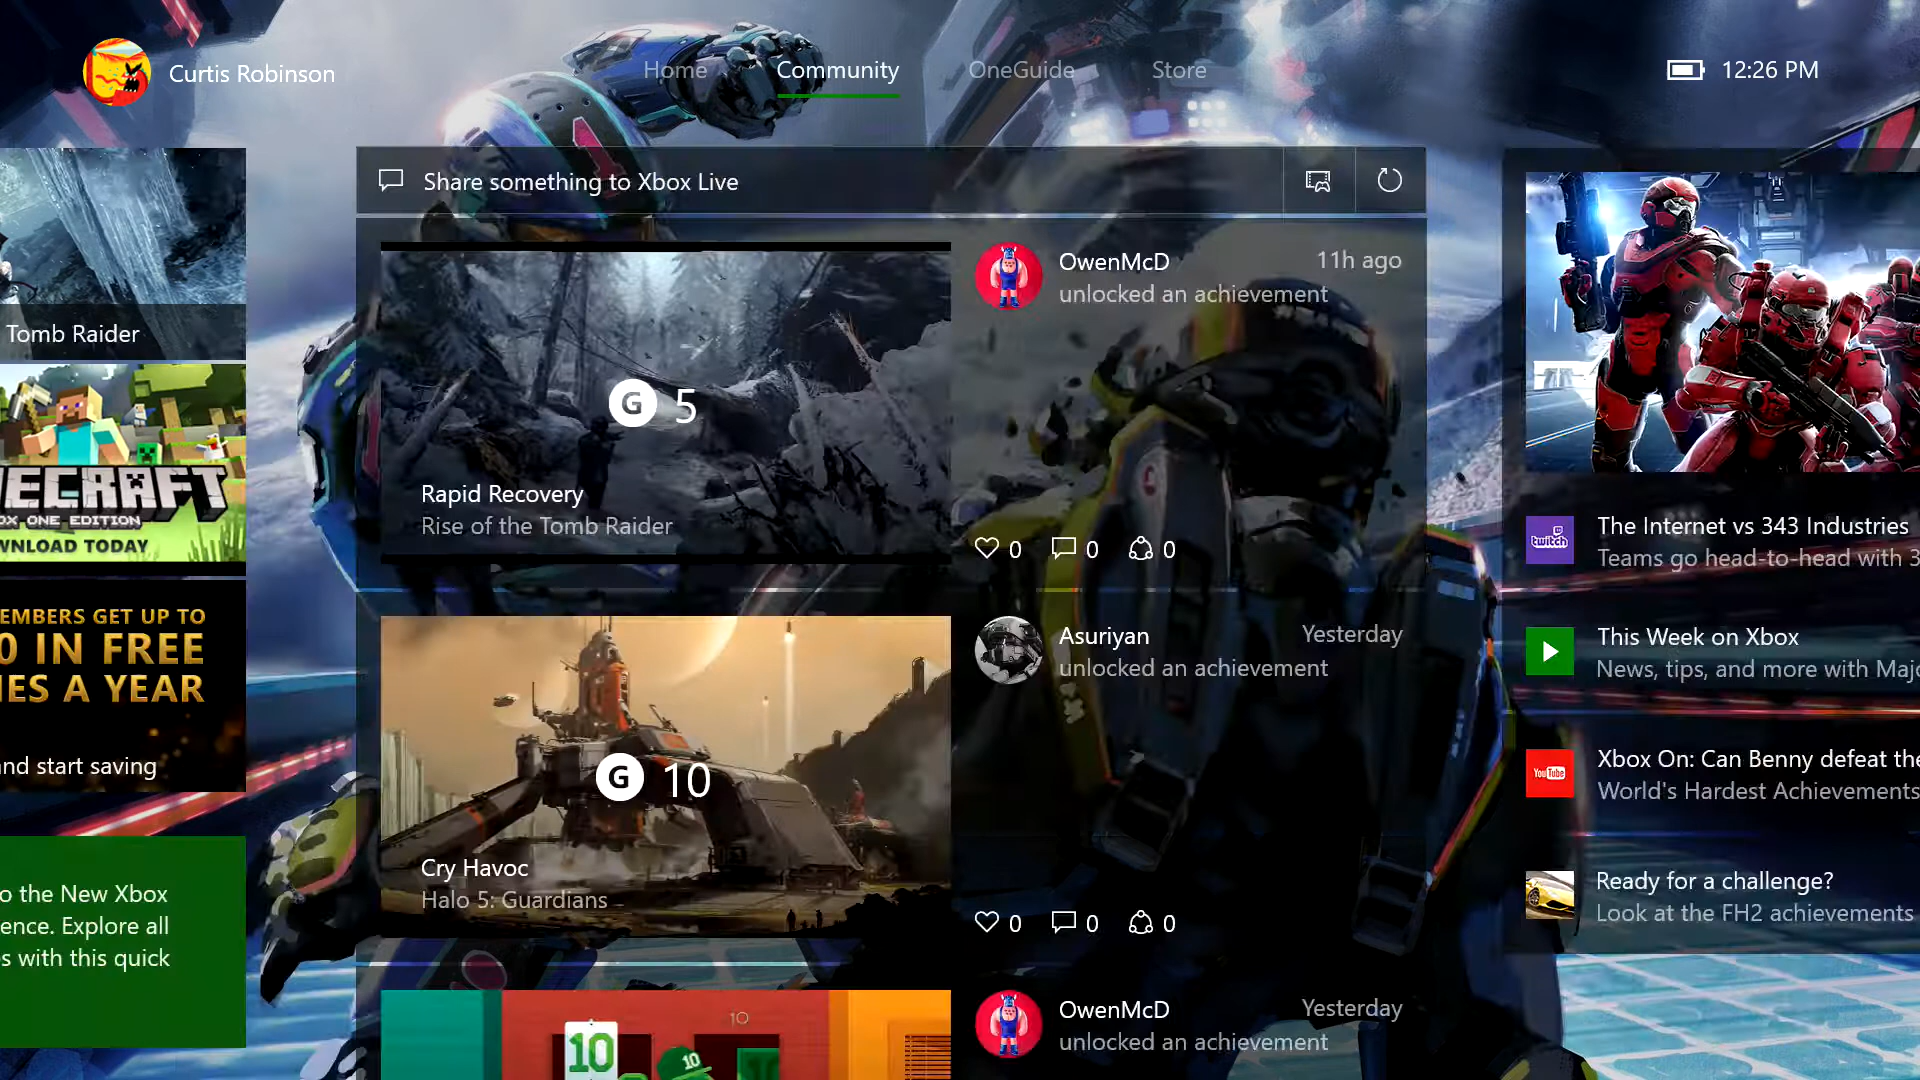 Curtis Robinson
Home
Community
OneGuide
Store
12:26 PM
Tomb Raider
ECRAFT
OX ONE EDITION
WNLOAD TODAY
EMBERS GET UP TO
0 IN FREE
ES A YEAR
nd start saving
o the New Xbox
ence. Explore all
s with this quick
Share something to Xbox Live
G 5
Rapid Recovery
Rise of the Tomb Raider
OwenMcD
11h ago
unlocked an achievement
0
0
0
G 10
Cry Havoc
Halo 5: Guardians
Asuriyan
Yesterday
unlocked an achievement
0
0
0
10
10
10
OwenMcD
Yesterday
unlocked an achievement
twitch
The Internet vs 343 Industries
Teams go head-to-head with 3
This Week on Xbox
News, tips, and more with Majo
YouTube
Xbox On: Can Benny defeat the
World's Hardest Achievements
Ready for a challenge?
Look at the FH2 achievements